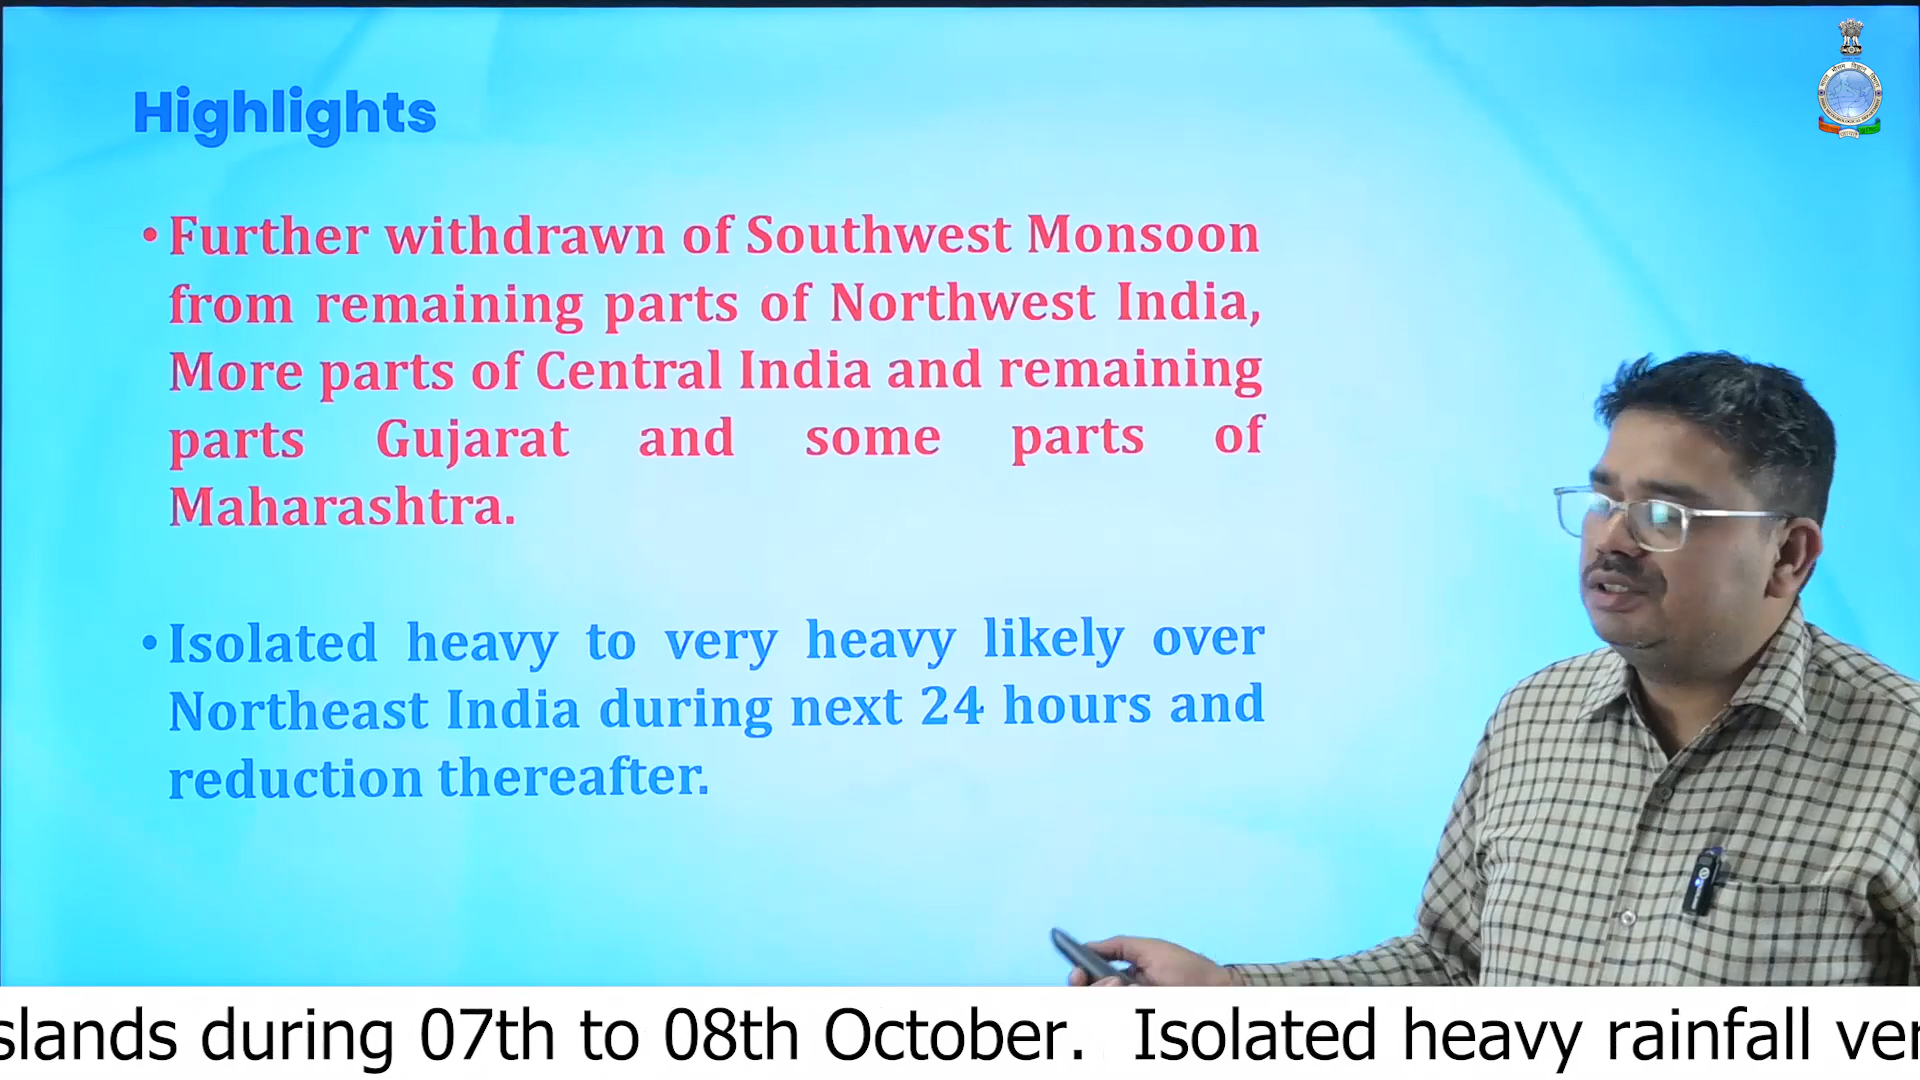 Highlights
• Further withdrawn of Southwest Monsoon
from remaining parts of Northwest India,
More parts of Central India and remaining
parts Gujarat and some parts of
Maharashtra.
• Isolated heavy to very heavy likely over
Northeast India during next 24 hours and
reduction thereafter.
slands during 07th to 08th October. Isolated heavy rainfall ver